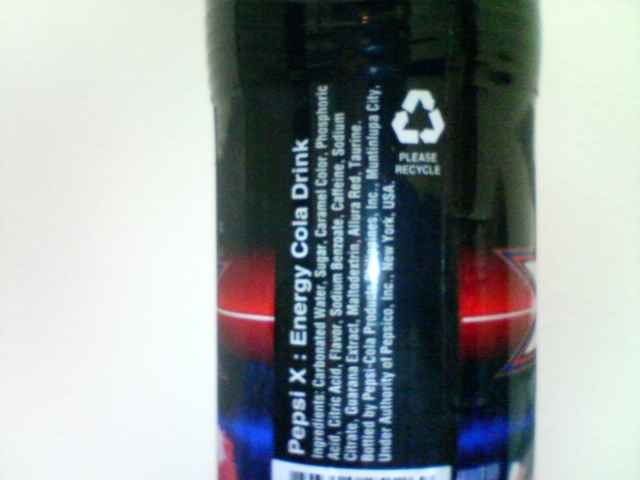 Pepsi X : Energy Cola Drink
Ingredients: Carbonated Water, Sugar, Caramel Color, Phosphoric
Acid, Citric Acid, Flavor, Sodium Benzoate, Caffeine, Sodium
Citrate, Guarana Extract, Maltodextrin, Allura Red, Taurine.
Bottled by Pepsi-Cola Products Philippines, Inc., Muntinlupa City,
Under Authority of Pepsico, Inc., New York, USA.
PLEASE
RECYCLE